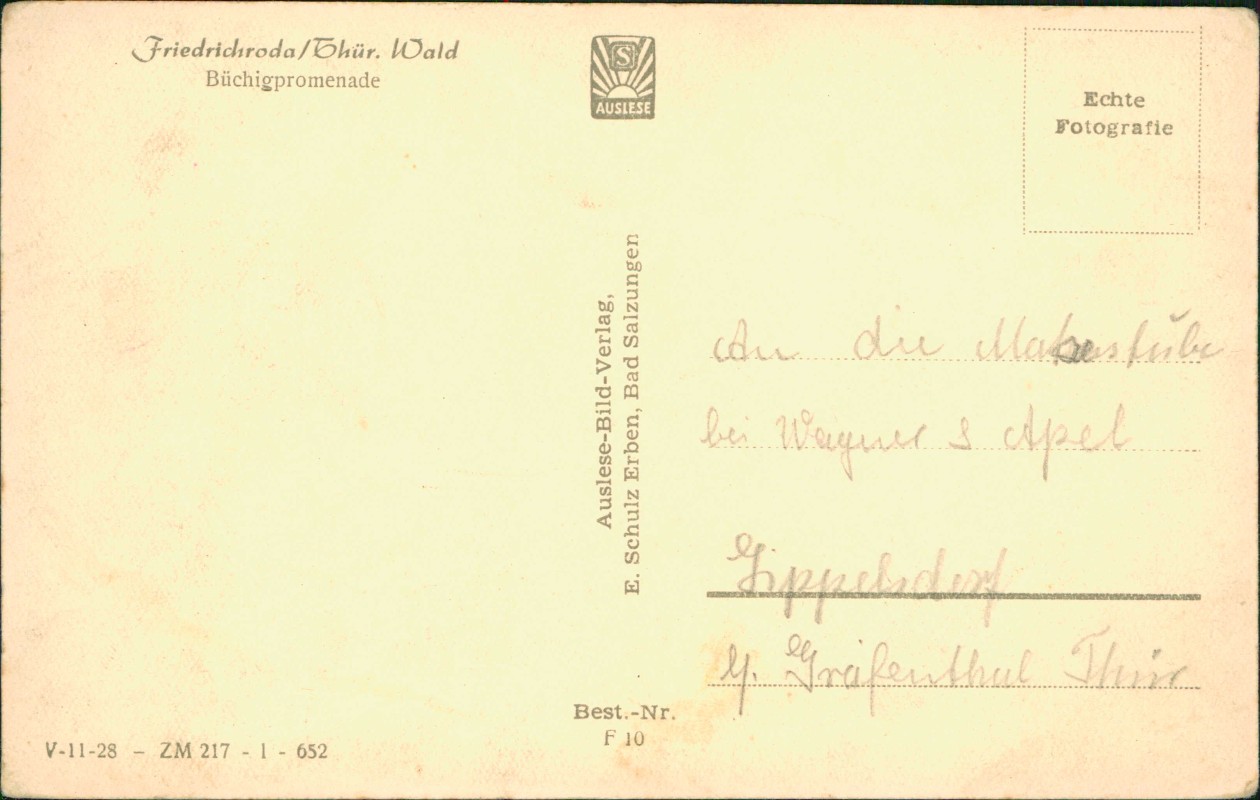 Friedrichroda/Thür. Wald
Büchigpromenade
S
AUSLESE
Echte
Fotografie
Auslese-Bild-Verlag,
E. Schulz Erben, Bad Salzungen
An die
bei Wagner & Apel
Gippelsdorf
b. Gräfenthal Thür
Best.-Nr.
F 10
V-11-28 - ZM 217 - 1 - 652